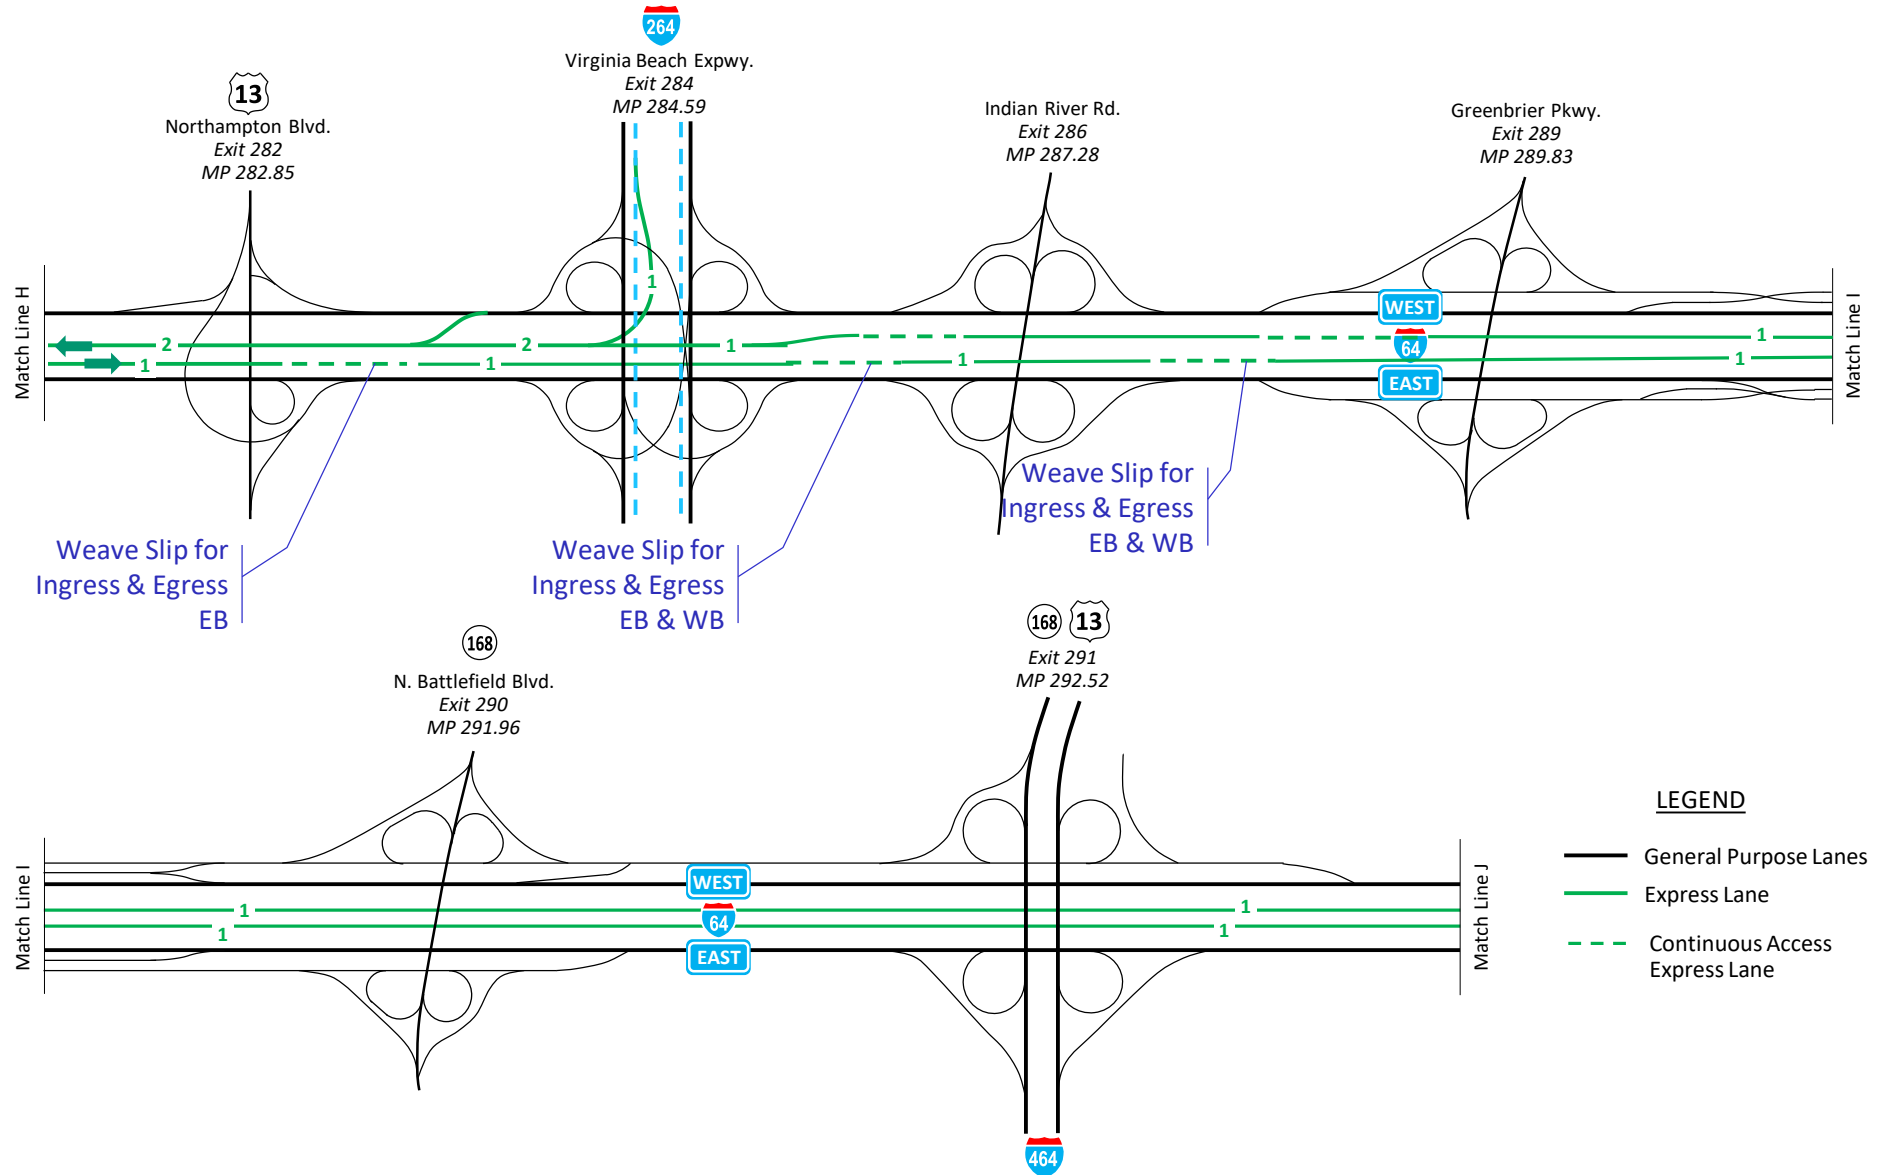 264
Virginia Beach Expwy.
Exit 284
MP 284.59
13
Northampton Blvd.
Exit 282
MP 282.85
Indian River Rd.
Exit 286
MP 287.28
Greenbrier Pkwy.
Exit 289
MP 289.83
Match Line H
Match Line I
WEST
64
EAST
1
2
2
1
1
1
1
1
1
Weave Slip for
Ingress & Egress
EB
Weave Slip for
Ingress & Egress
EB & WB
Weave Slip for
Ingress & Egress
EB & WB
168
N. Battlefield Blvd.
Exit 290
MP 291.96
168
13
Exit 291
MP 292.52
Match Line I
Match Line J
WEST
64
EAST
1
1
1
1
464
LEGEND
General Purpose Lanes
Express Lane
Continuous Access
Express Lane